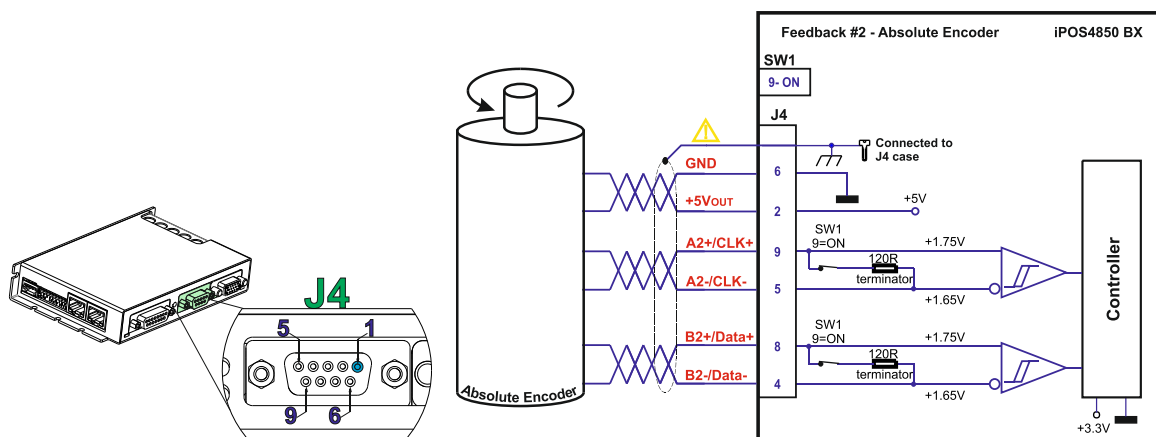 Feedback #2 - Absolute Encoder
iPOS4850 BX
SW1
9- ON
J4
Connected to
J4 case
GND
6
+5VOUT
2
+5V
A2+/CLK+
9
SW1
9=ON
+1.75V
120R
terminator
A2-/CLK-
5
+1.65V
B2+/Data+
8
SW1
9=ON
+1.75V
120R
terminator
B2-/Data-
4
+1.65V
Controller
+3.3V
Absolute Encoder
J4
5
1
9
6